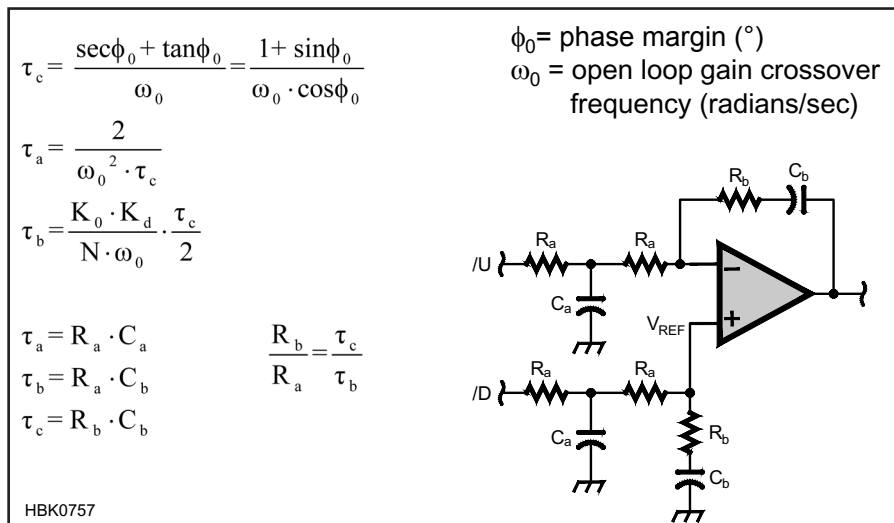 τc = (secϕ0 + tanϕ0)/ω0 = (1+ sinϕ0)/(ω0 · cosϕ0)
τa = 2/(ω0² · τc)
τb = (K0 · Kd)/(N · ω0) · τc/2
τa = Ra · Ca
τb = Ra · Cb
τc = Rb · Cb
Rb/Ra = τc/τb
ϕ0= phase margin (°)
ω0 = open loop gain crossover
frequency (radians/sec)
Rb
Cb
/U
Ra
Ra
−
Ca
VREF
+
/D
Ra
Ra
Ca
Rb
Cb
HBK0757